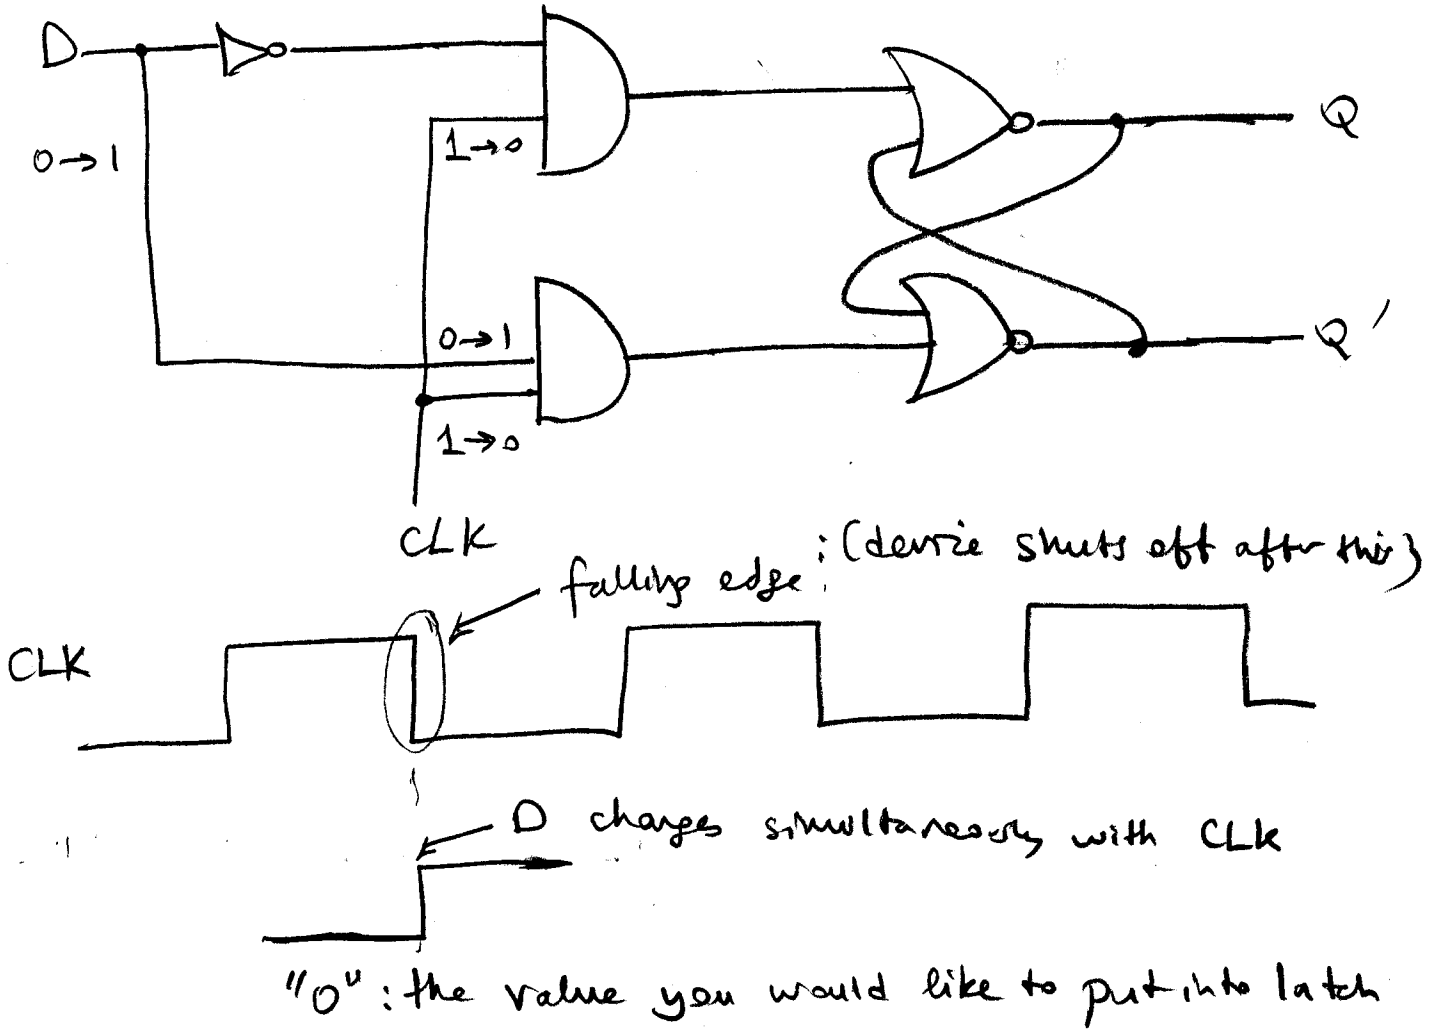 D
Q
0→1
1→0
0→1
Q'
1→0
CLK
falling edge : (device shuts off after this)
CLK
D changes simultaneously with CLK
"0" : the value you would like to put into latch